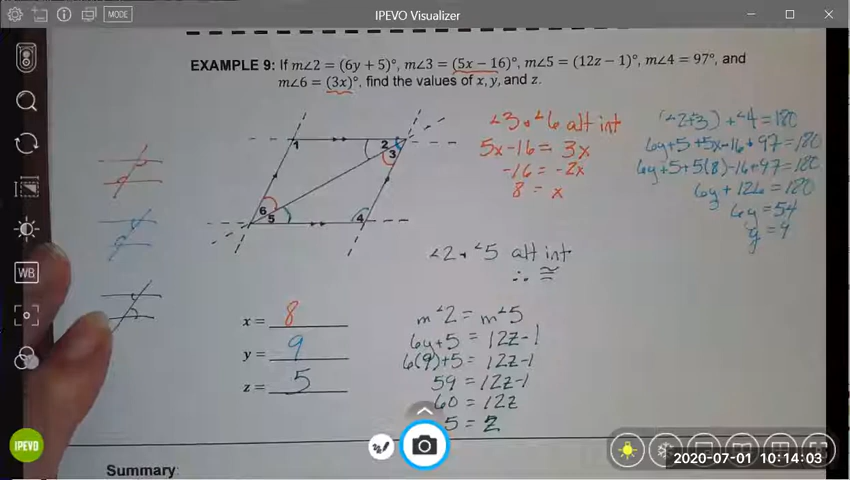 IPEVO Visualizer
MODE
EXAMPLE 9: If m∠2 = (6y + 5)°, m∠3 = (5x − 16)°, m∠5 = (12z − 1)°, m∠4 = 97°, and
m∠6 = (3x)°, find the values of x, y, and z.
1
2
3
6
5
4
∠3 + ∠6 alt int
5x-16 = 3x
-16 = -2x
8 = x
(∠2+3) + ∠4 = 180
6y+5+5x-16+97=180
6y+5+5(8)-16+97=180
6y + 126 = 180
6y = 54
y = 9
∠2 + ∠5 alt int
∴ ≅
m∠2 = m∠5
6y+5 = 12z-1
6(9)+5 = 12z-1
59 = 12z-1
60 = 12z
5 = z
x = 8
y = 9
z = 5
WB
IPEVO
2020-07-01 10:14:03
Summary: